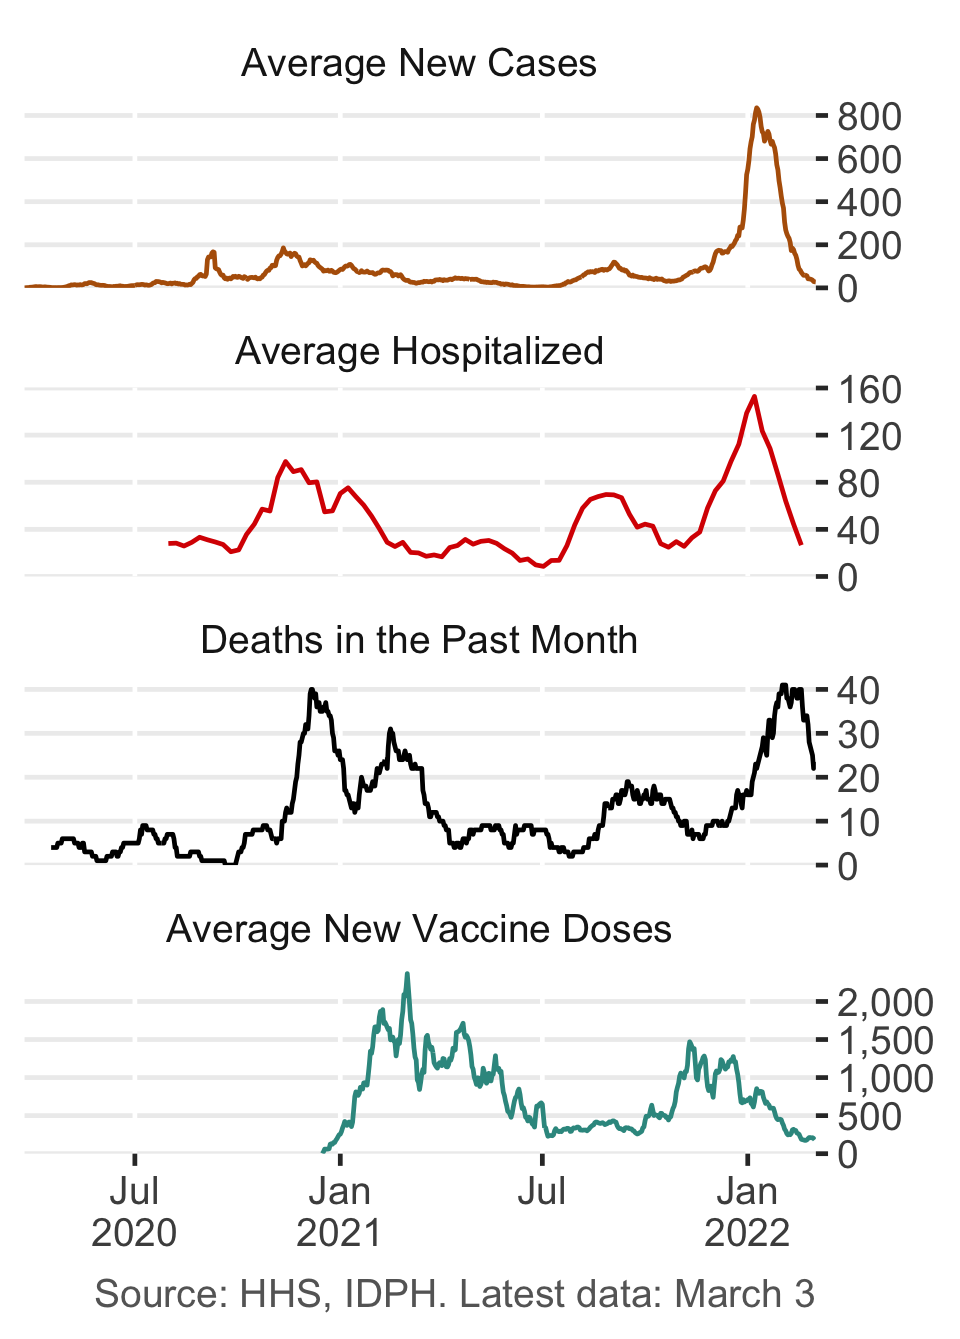 Average New Cases
800
600
400
200
0
Average Hospitalized
160
120
80
40
0
Deaths in the Past Month
40
30
20
10
0
Average New Vaccine Doses
2,000
1,500
1,000
500
0
Jul Jan Jul Jan
2020 2021 2022
Source: HHS, IDPH. Latest data: March 3